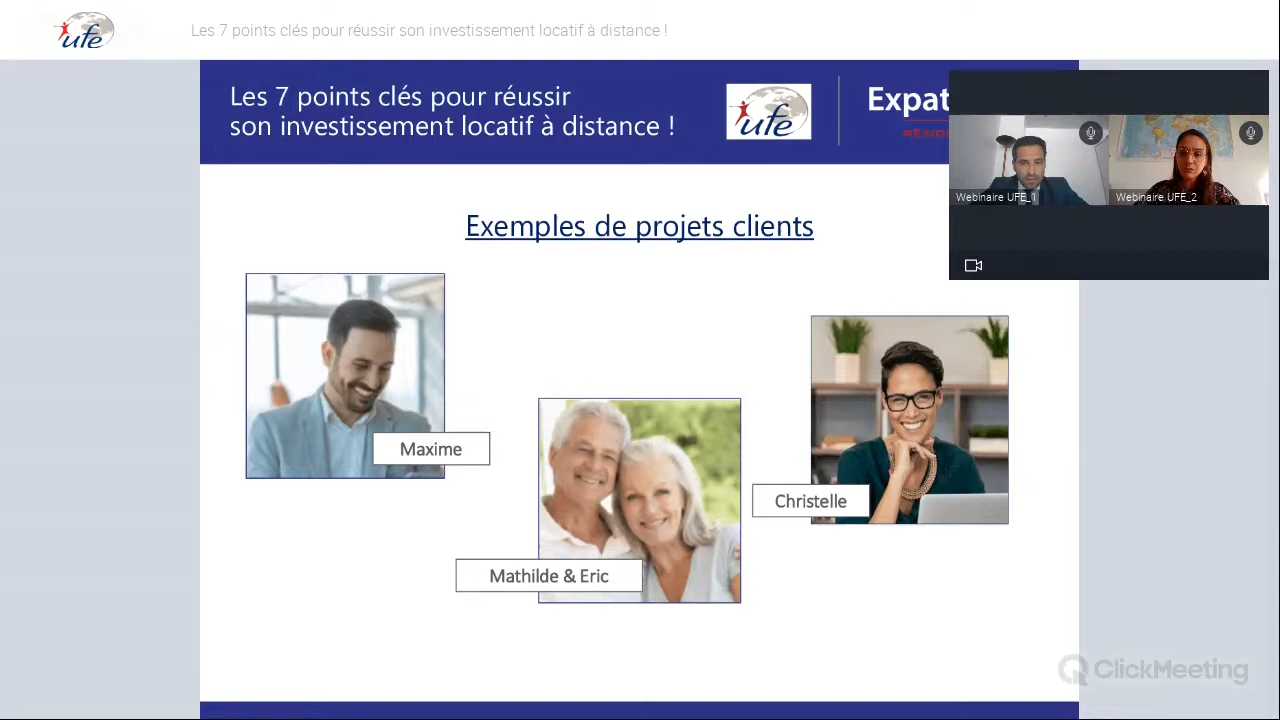 ufe
Les 7 points clés pour réussir son investissement locatif à distance !
Les 7 points clés pour réussir
son investissement locatif à distance !
ufe
Expat
RÉSID
Webinaire UFE_1
Webinaire UFE_2
Exemples de projets clients
Maxime
Christelle
Mathilde & Eric
ClickMeeting